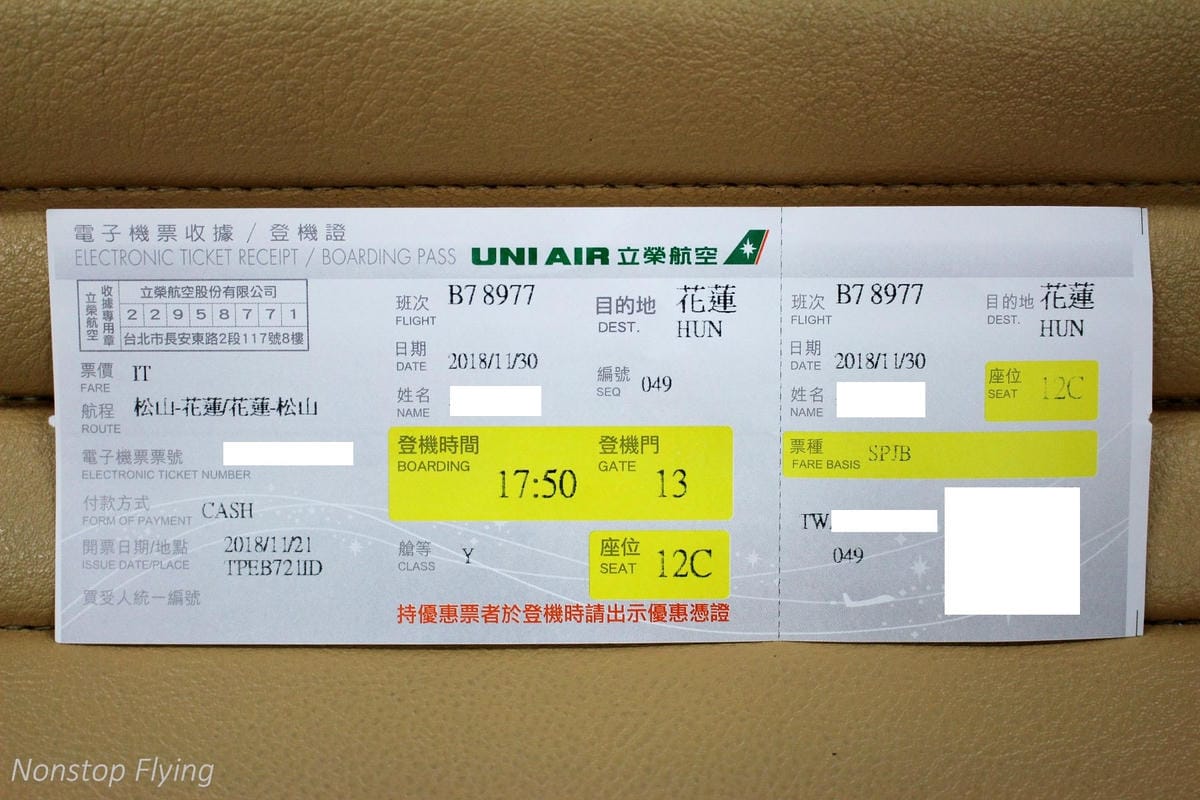 電子機票收據 / 登機證
ELECTRONIC TICKET RECEIPT / BOARDING PASS UNI AIR 立榮航空
立榮航空 收據專用章
立榮航空股份有限公司
2 2 9 5 8 7 7 1
台北市長安東路2段117號8樓
票價 IT
FARE
航程 松山-花蓮/花蓮-松山
ROUTE
電子機票票號
ELECTRONIC TICKET NUMBER
付款方式 CASH
FORM OF PAYMENT
開票日期/地點 2018/11/21
ISSUE DATE/PLACE TPEB721ID
買受人統一編號
班次 B7 8977
FLIGHT
目的地 花蓮
DEST. HUN
日期 2018/11/30
DATE
編號 049
SEQ
姓名
NAME
登機時間
BOARDING 17:50
登機門
GATE 13
艙等 Y
CLASS
座位 12C
SEAT
持優惠票者於登機時請出示優惠憑證
班次 B7 8977
FLIGHT
目的地 花蓮
DEST. HUN
日期 2018/11/30
DATE
姓名
NAME
座位 12C
SEAT
票種 SPJB
FARE BASIS
TW
049
Nonstop Flying